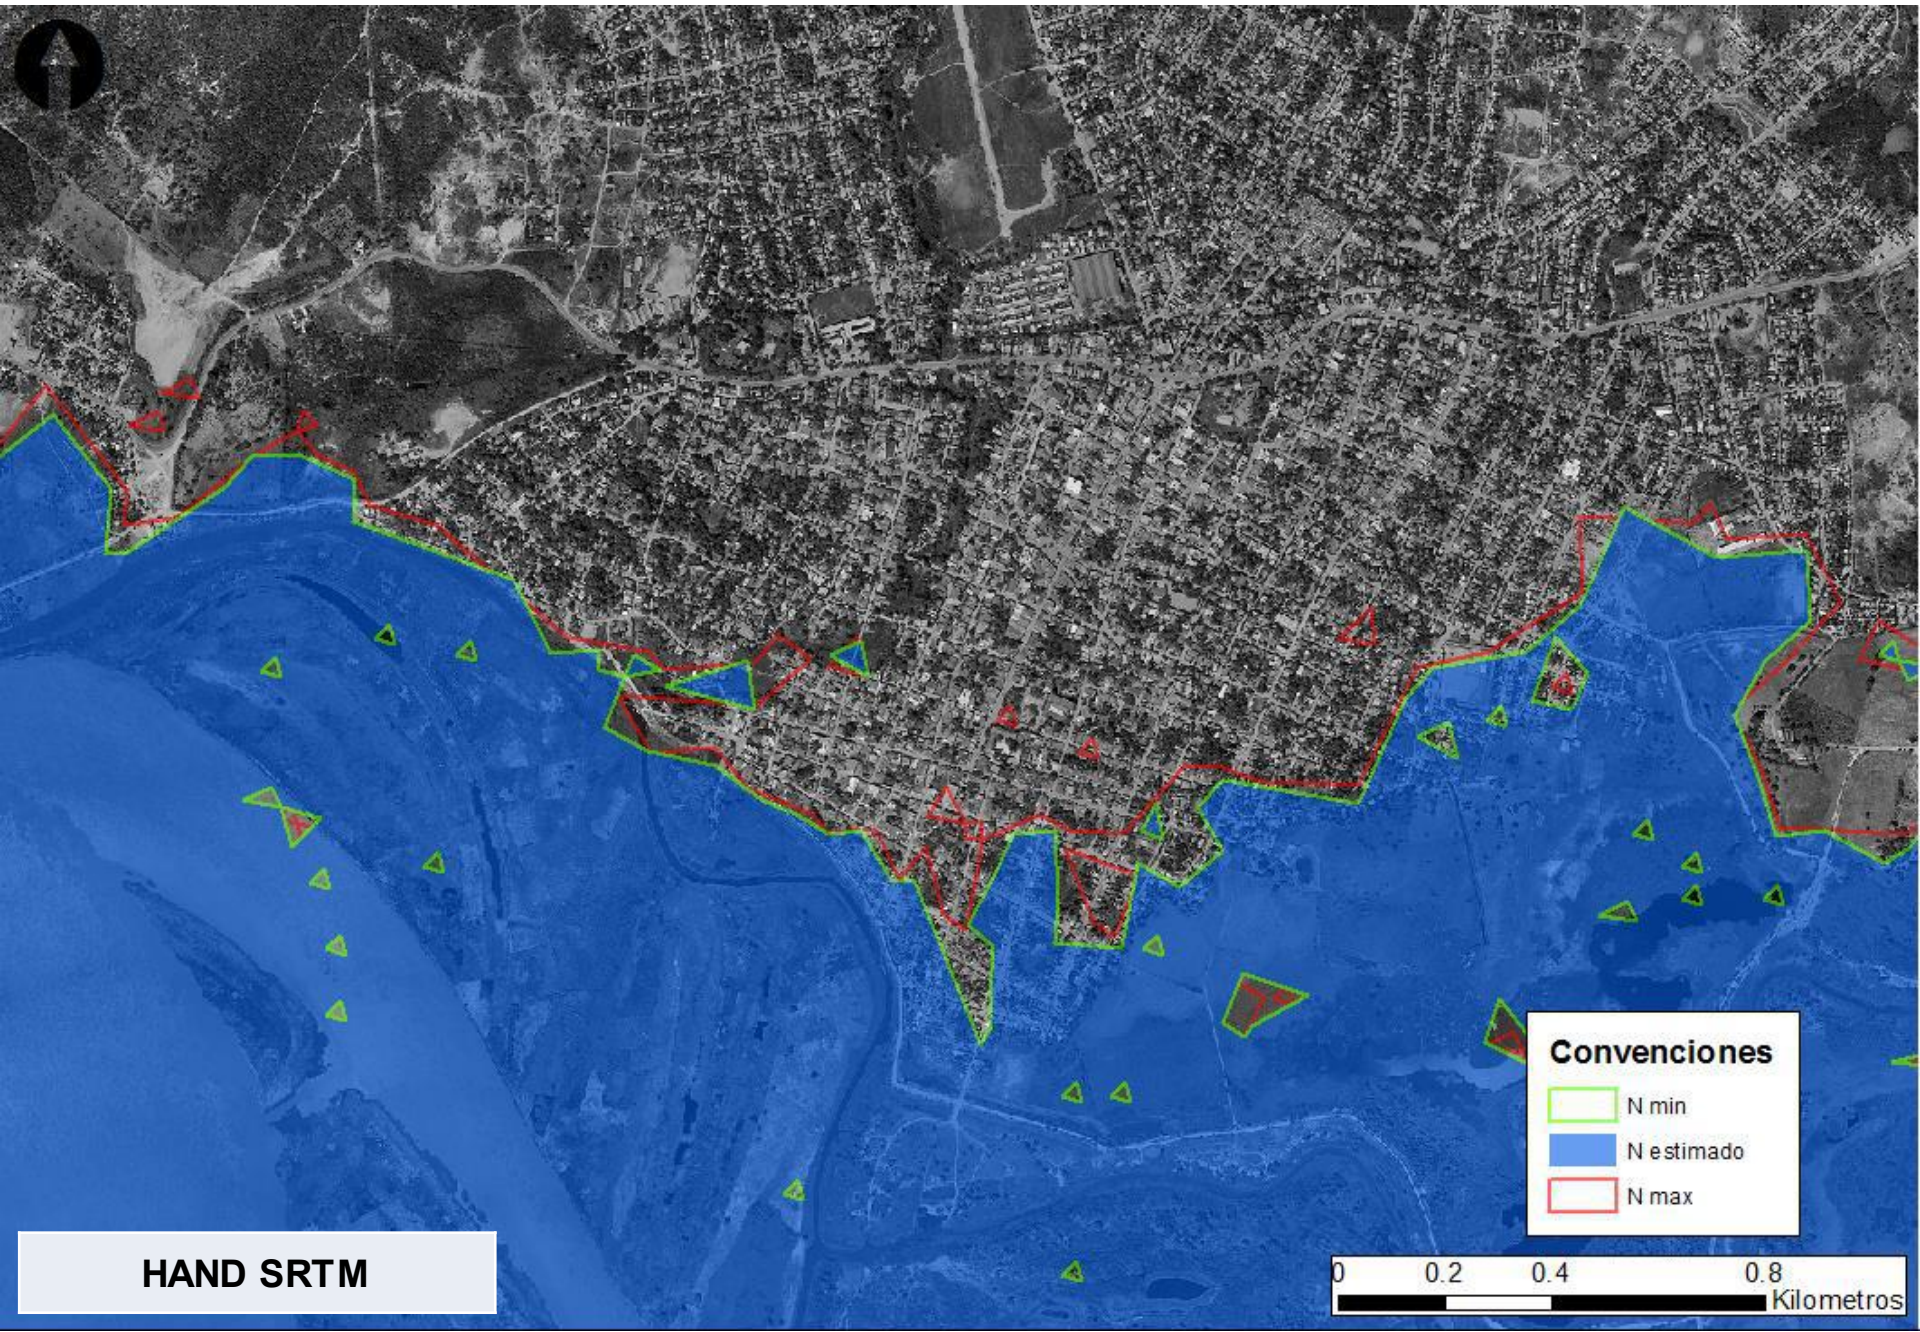 Convenciones
N min
N estimado
N max
HAND SRTM
0 0.2 0.4 0.8
Kilometros